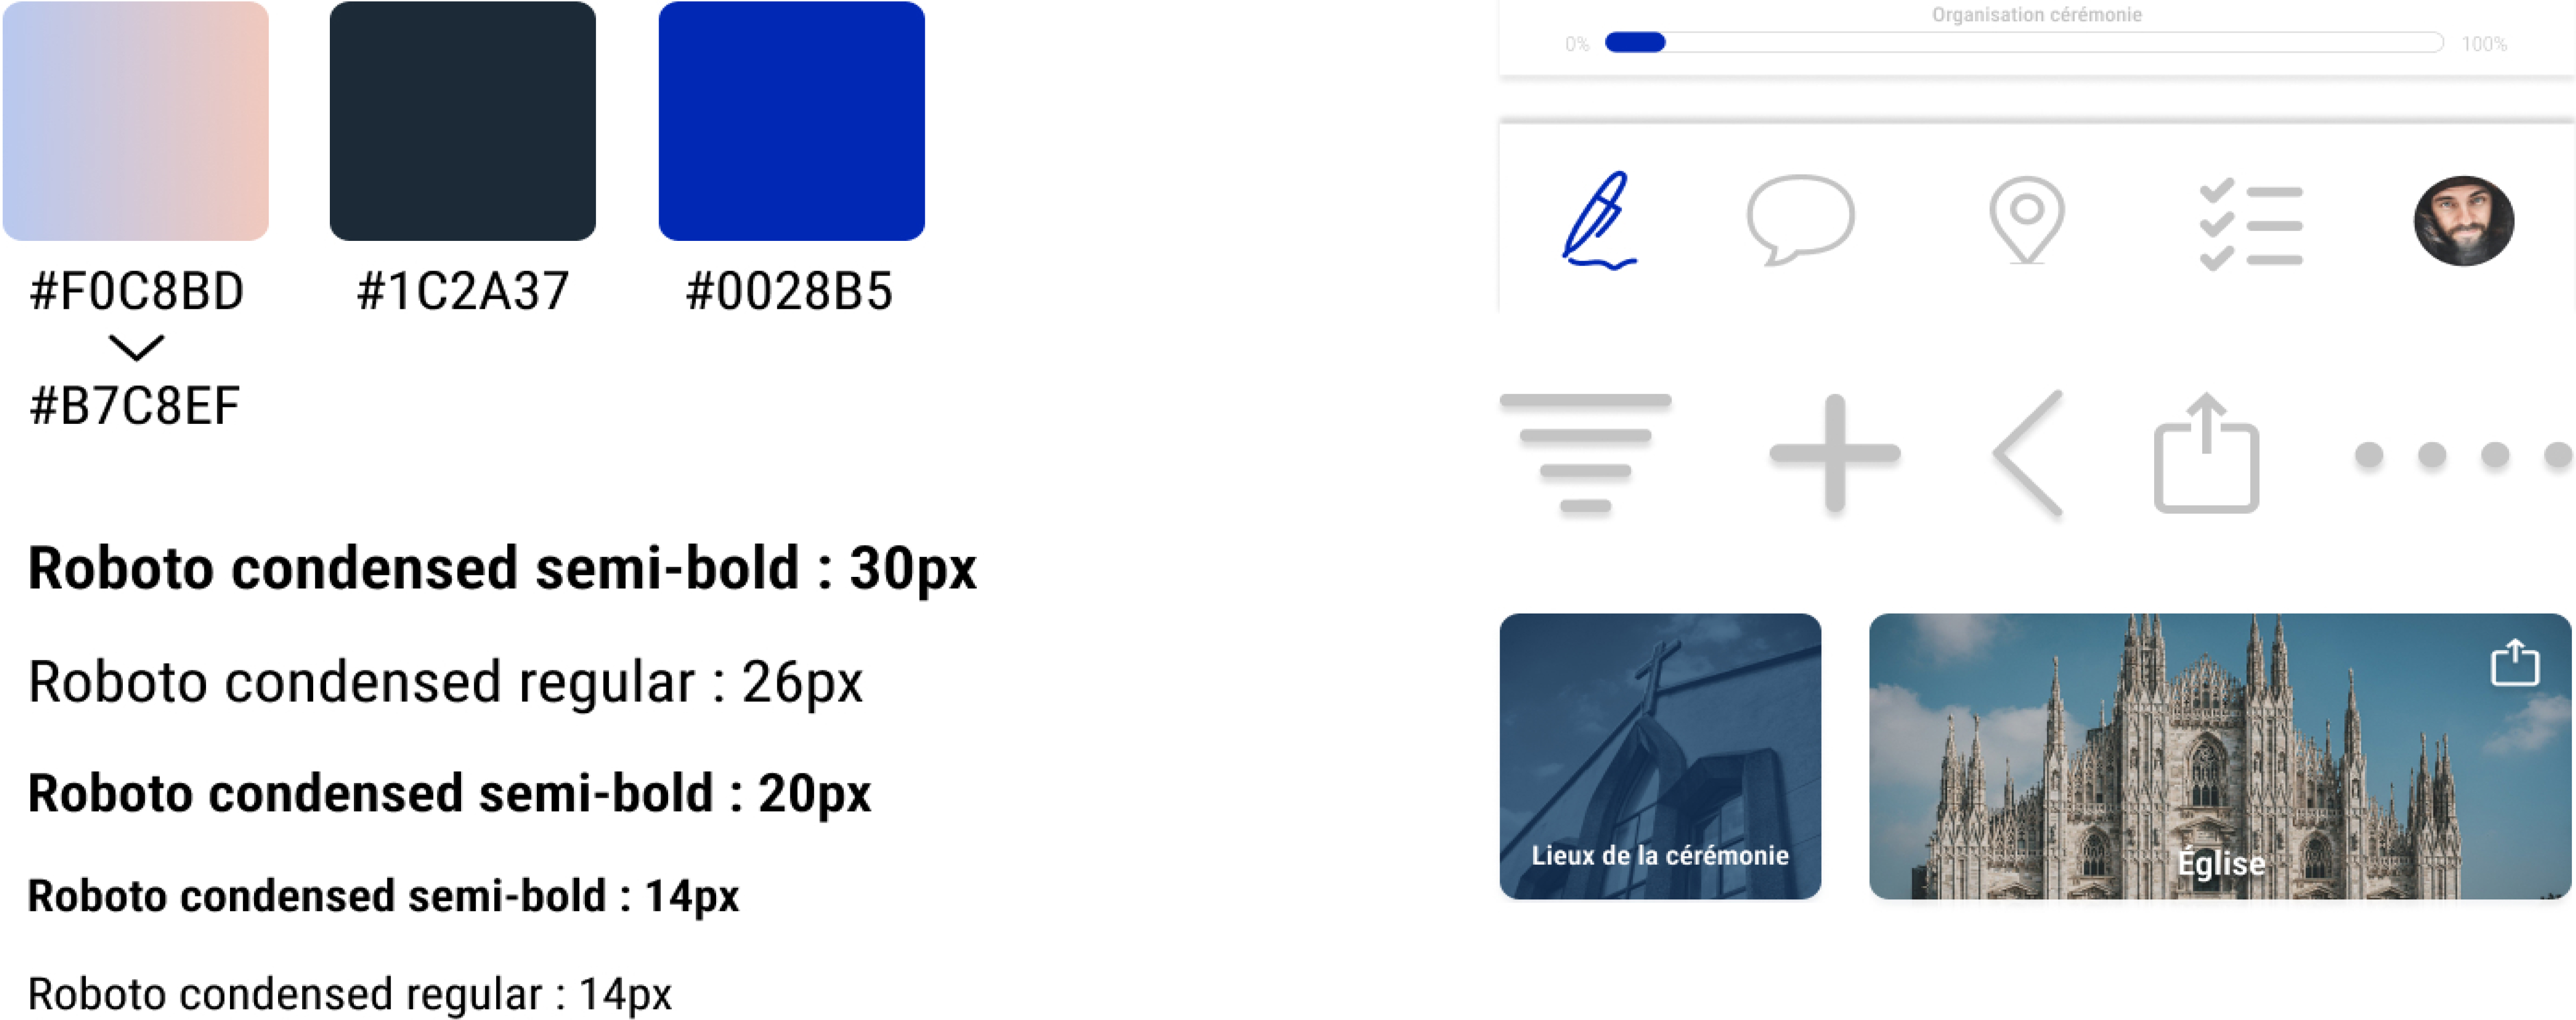 #F0C8BD
#B7C8EF
#1C2A37
#0028B5
Roboto condensed semi-bold : 30px
Roboto condensed regular : 26px
Roboto condensed semi-bold : 20px
Roboto condensed semi-bold : 14px
Roboto condensed regular : 14px
Organisation cérémonie
0%
100%
Lieux de la cérémonie
Église